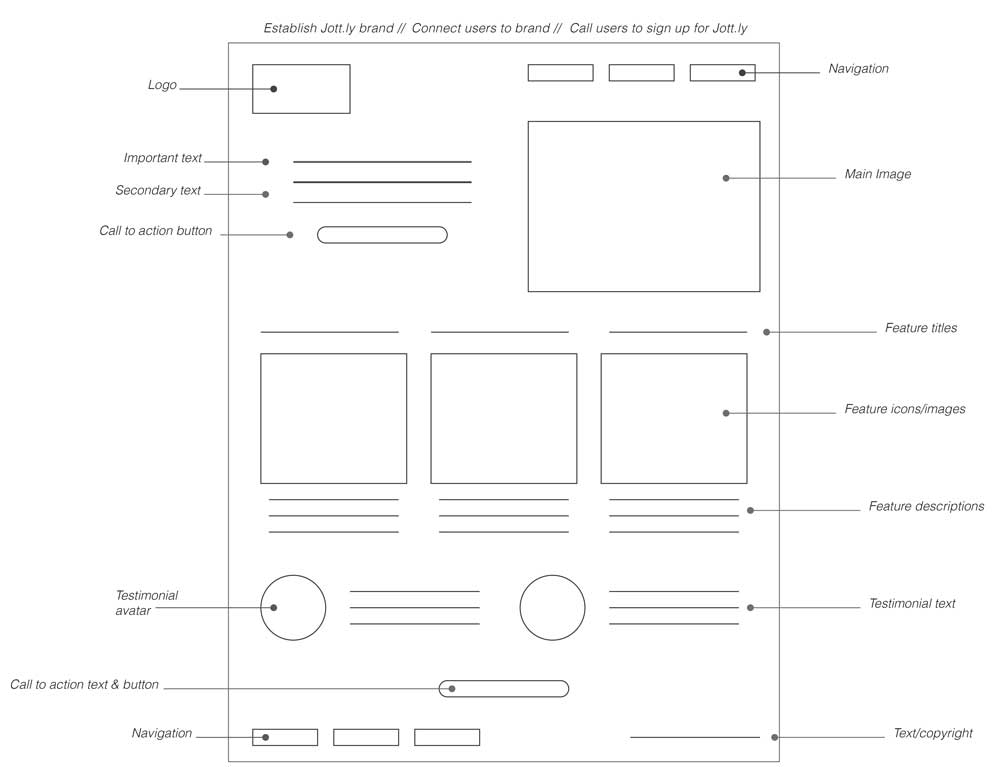 Establish Jott.ly brand // Connect users to brand // Call users to sign up for Jott.ly
Logo
Navigation
Important text
Main Image
Secondary text
Call to action button
Feature titles
Feature icons/images
Feature descriptions
Testimonial
avatar
Testimonial text
Call to action text & button
Navigation
Text/copyright